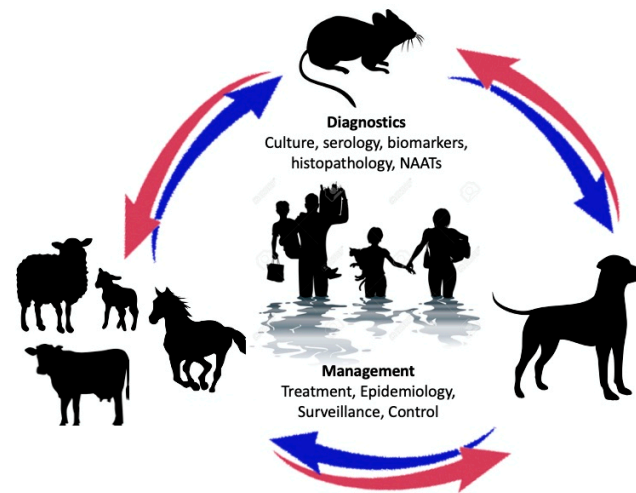 Diagnostics
Culture, serology, biomarkers,
histopathology, NAATs
Management
Treatment, Epidemiology,
Surveillance, Control